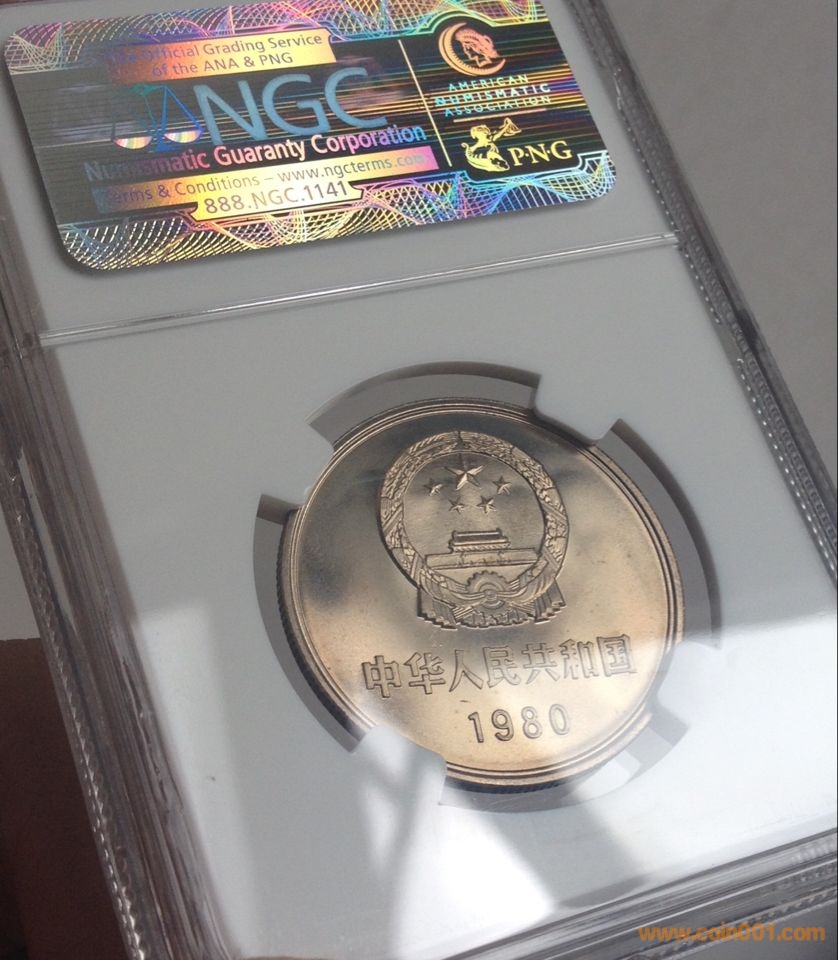 The Official Grading Service
of the ANA & PNG
NGC
Numismatic Guaranty Corporation
Terms & Conditions – www.ngcterms.com
888.NGC.1141
AMERICAN
NUMISMATIC
ASSOCIATION
P·N·G
中华人民共和国
1980
www.coin001.com